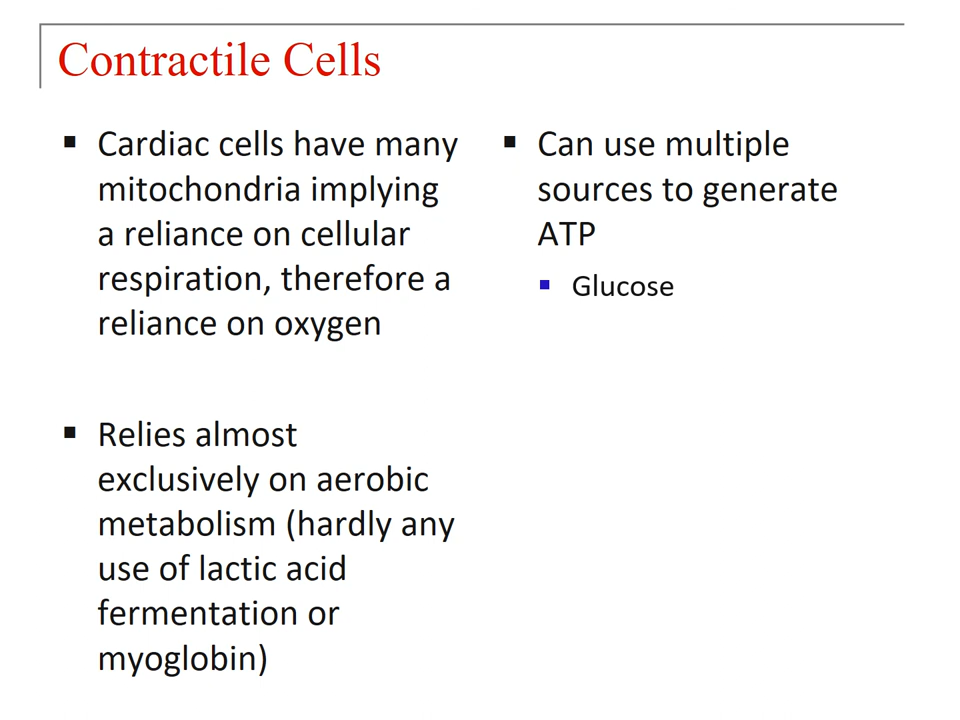 Contractile Cells
▪ Cardiac cells have many
mitochondria implying
a reliance on cellular
respiration, therefore a
reliance on oxygen
▪ Relies almost
exclusively on aerobic
metabolism (hardly any
use of lactic acid
fermentation or
myoglobin)
▪ Can use multiple
sources to generate
ATP
▪ Glucose